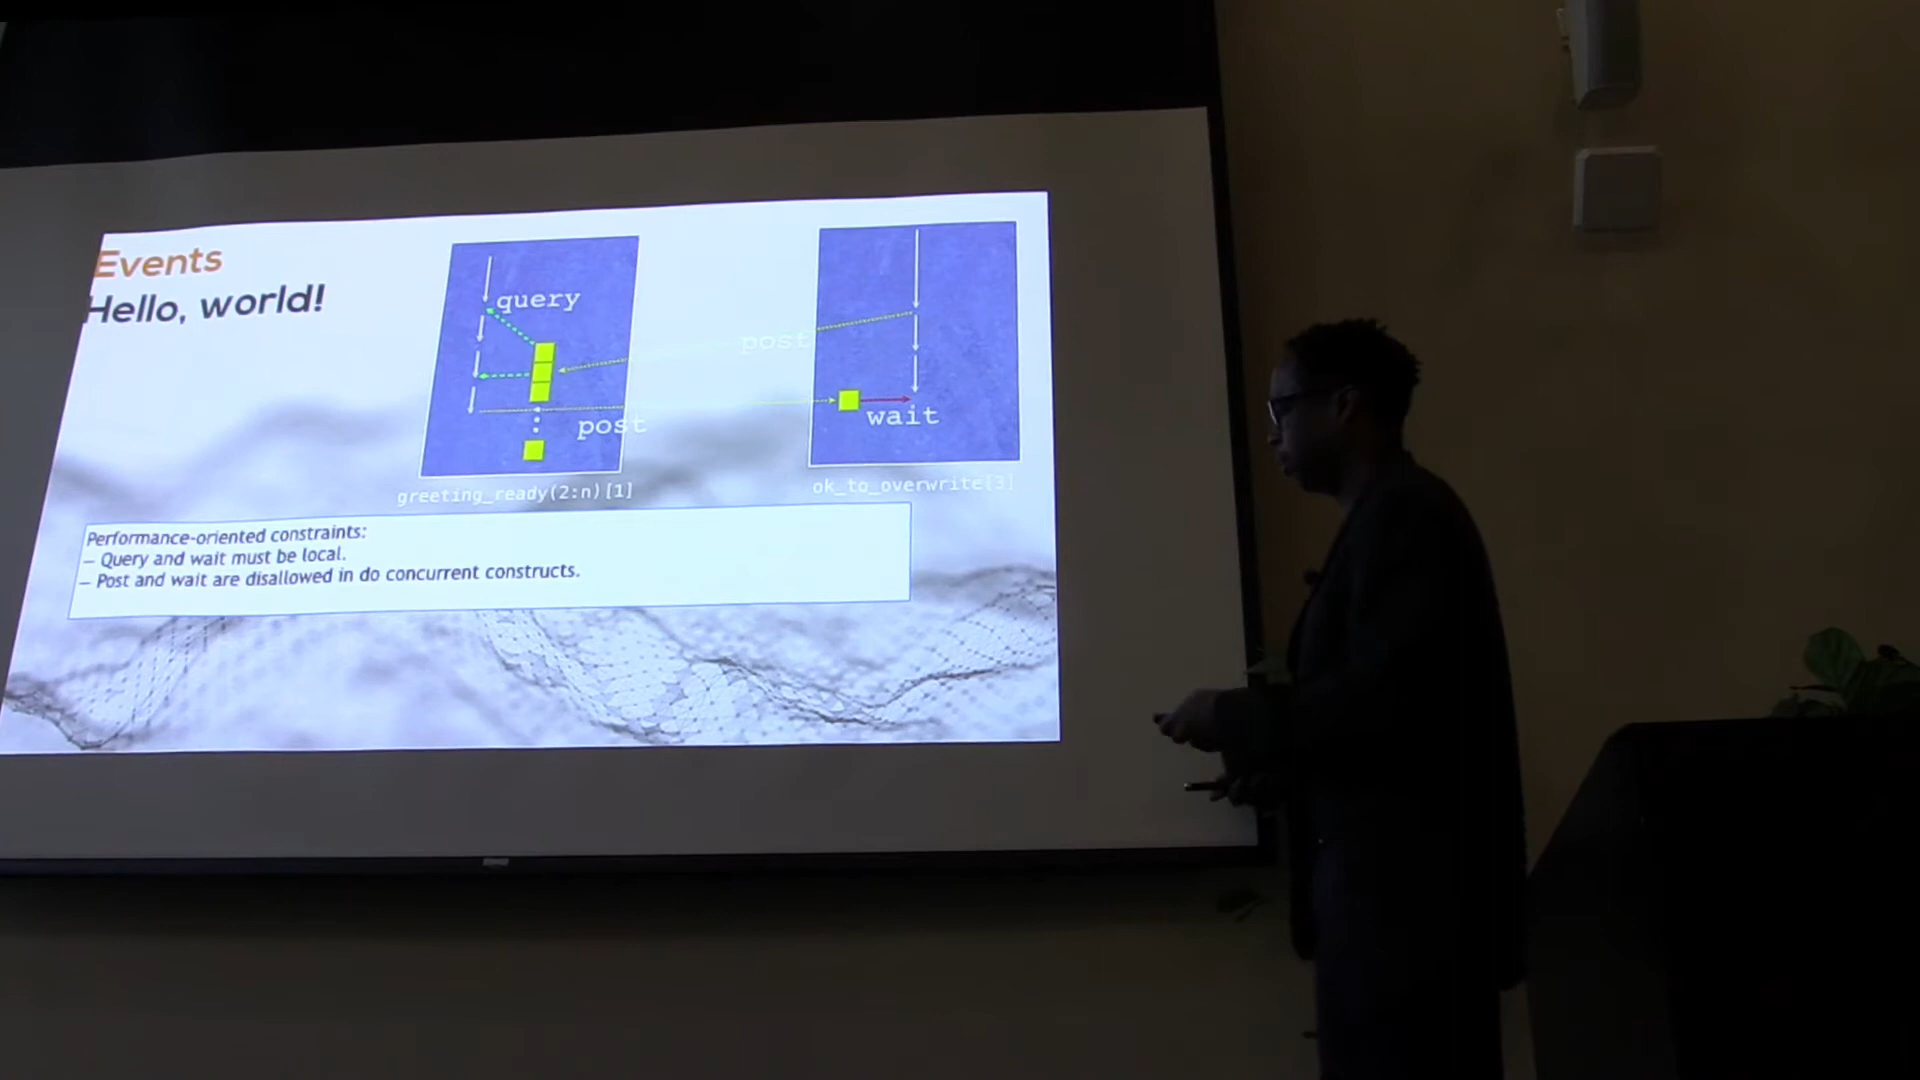 Events
Hello, world!
query
post
post
wait
greeting_ready(2:n)[1]
ok_to_overwrite[3]
Performance-oriented constraints:
– Query and wait must be local.
– Post and wait are disallowed in do concurrent constructs.